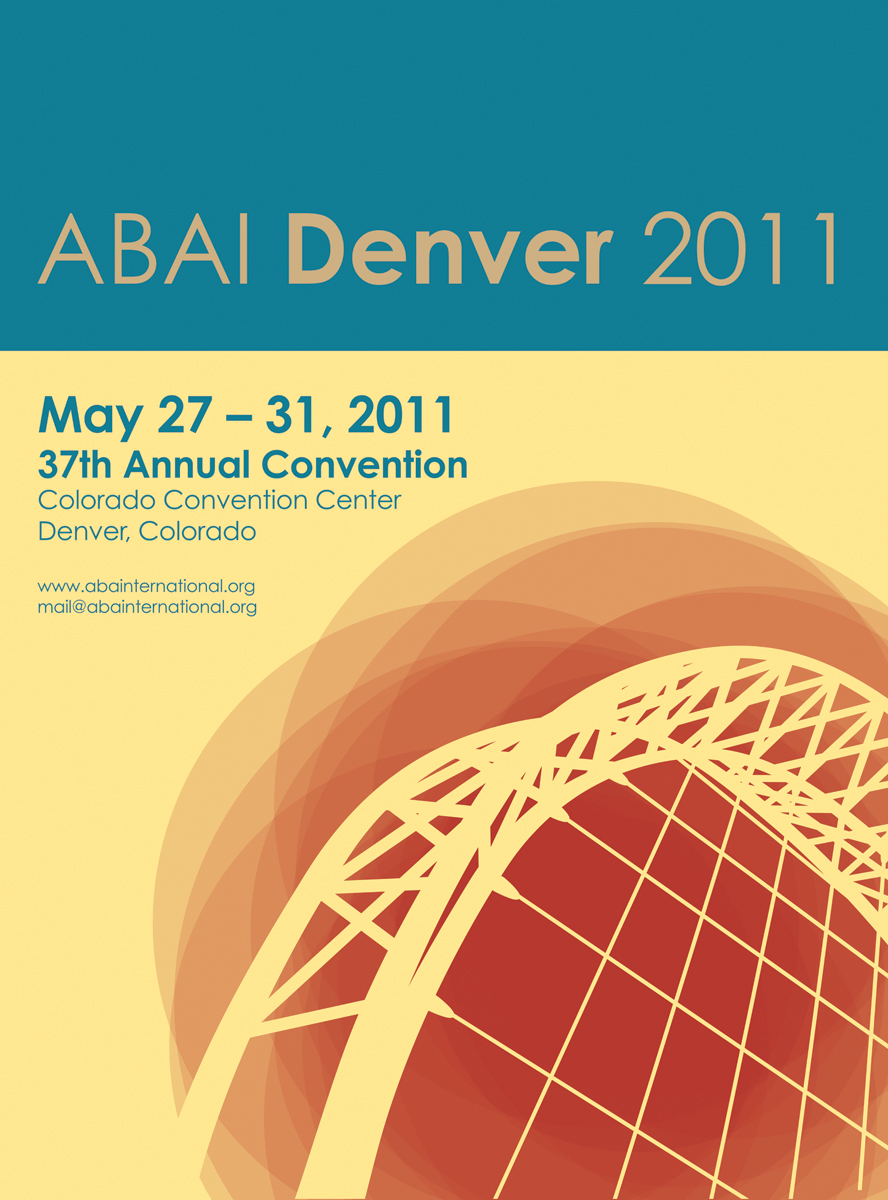 ABAI Denver 2011
May 27 – 31, 2011
37th Annual Convention
Colorado Convention Center
Denver, Colorado
www.abainternational.org
mail@abainternational.org